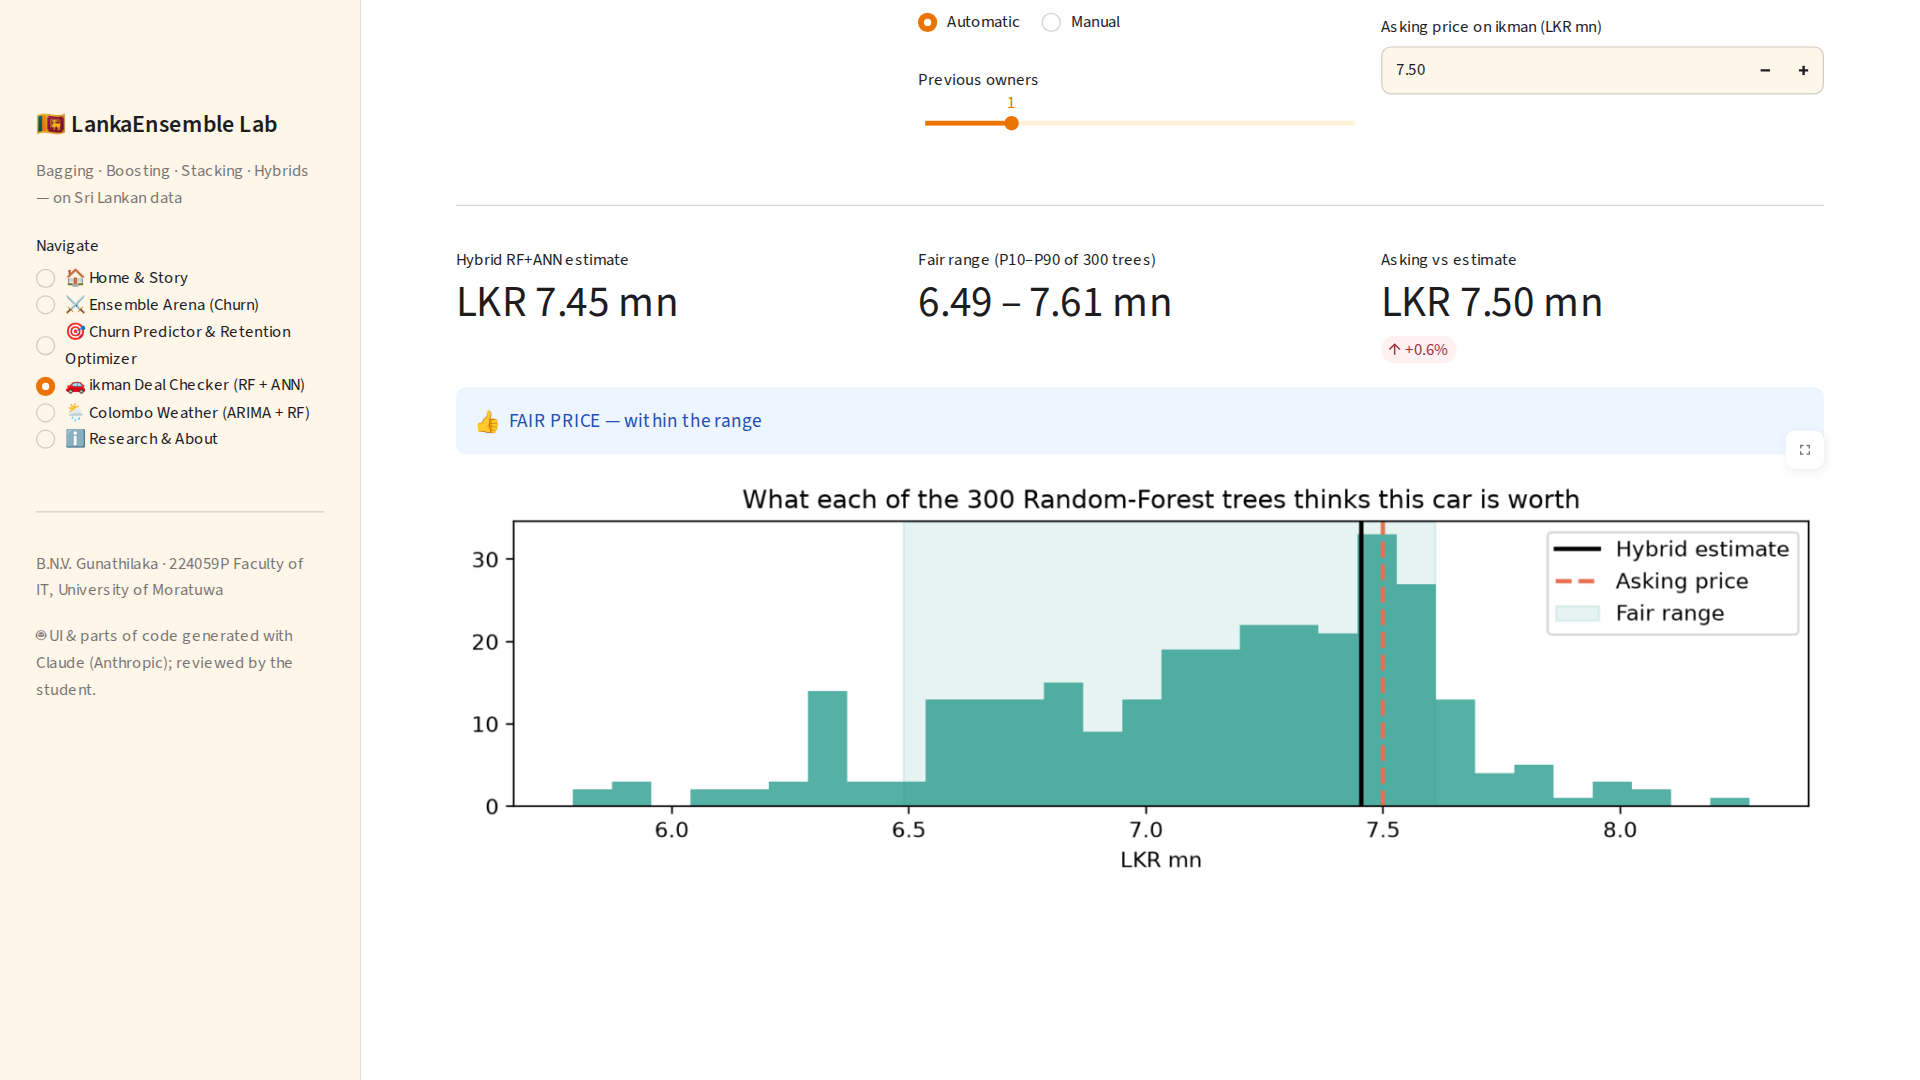 🇱🇰 LankaEnsemble Lab
Bagging · Boosting · Stacking · Hybrids
— on Sri Lankan data
Navigate
🏠 Home & Story
⚔️ Ensemble Arena (Churn)
🎯 Churn Predictor & Retention
Optimizer
🚗 ikman Deal Checker (RF + ANN)
🌦️ Colombo Weather (ARIMA + RF)
ℹ️ Research & About
B.N.V. Gunathilaka · 224059P Faculty of
IT, University of Moratuwa
UI & parts of code generated with
Claude (Anthropic); reviewed by the
student.
Automatic
Manual
Previous owners
1
Asking price on ikman (LKR mn)
7.50
Hybrid RF+ANN estimate
LKR 7.45 mn
Fair range (P10–P90 of 300 trees)
6.49 – 7.61 mn
Asking vs estimate
LKR 7.50 mn
↑ +0.6%
👍 FAIR PRICE — within the range
What each of the 300 Random-Forest trees thinks this car is worth
30
20
10
0
Hybrid estimate
Asking price
Fair range
6.0
6.5
7.0
7.5
8.0
LKR mn